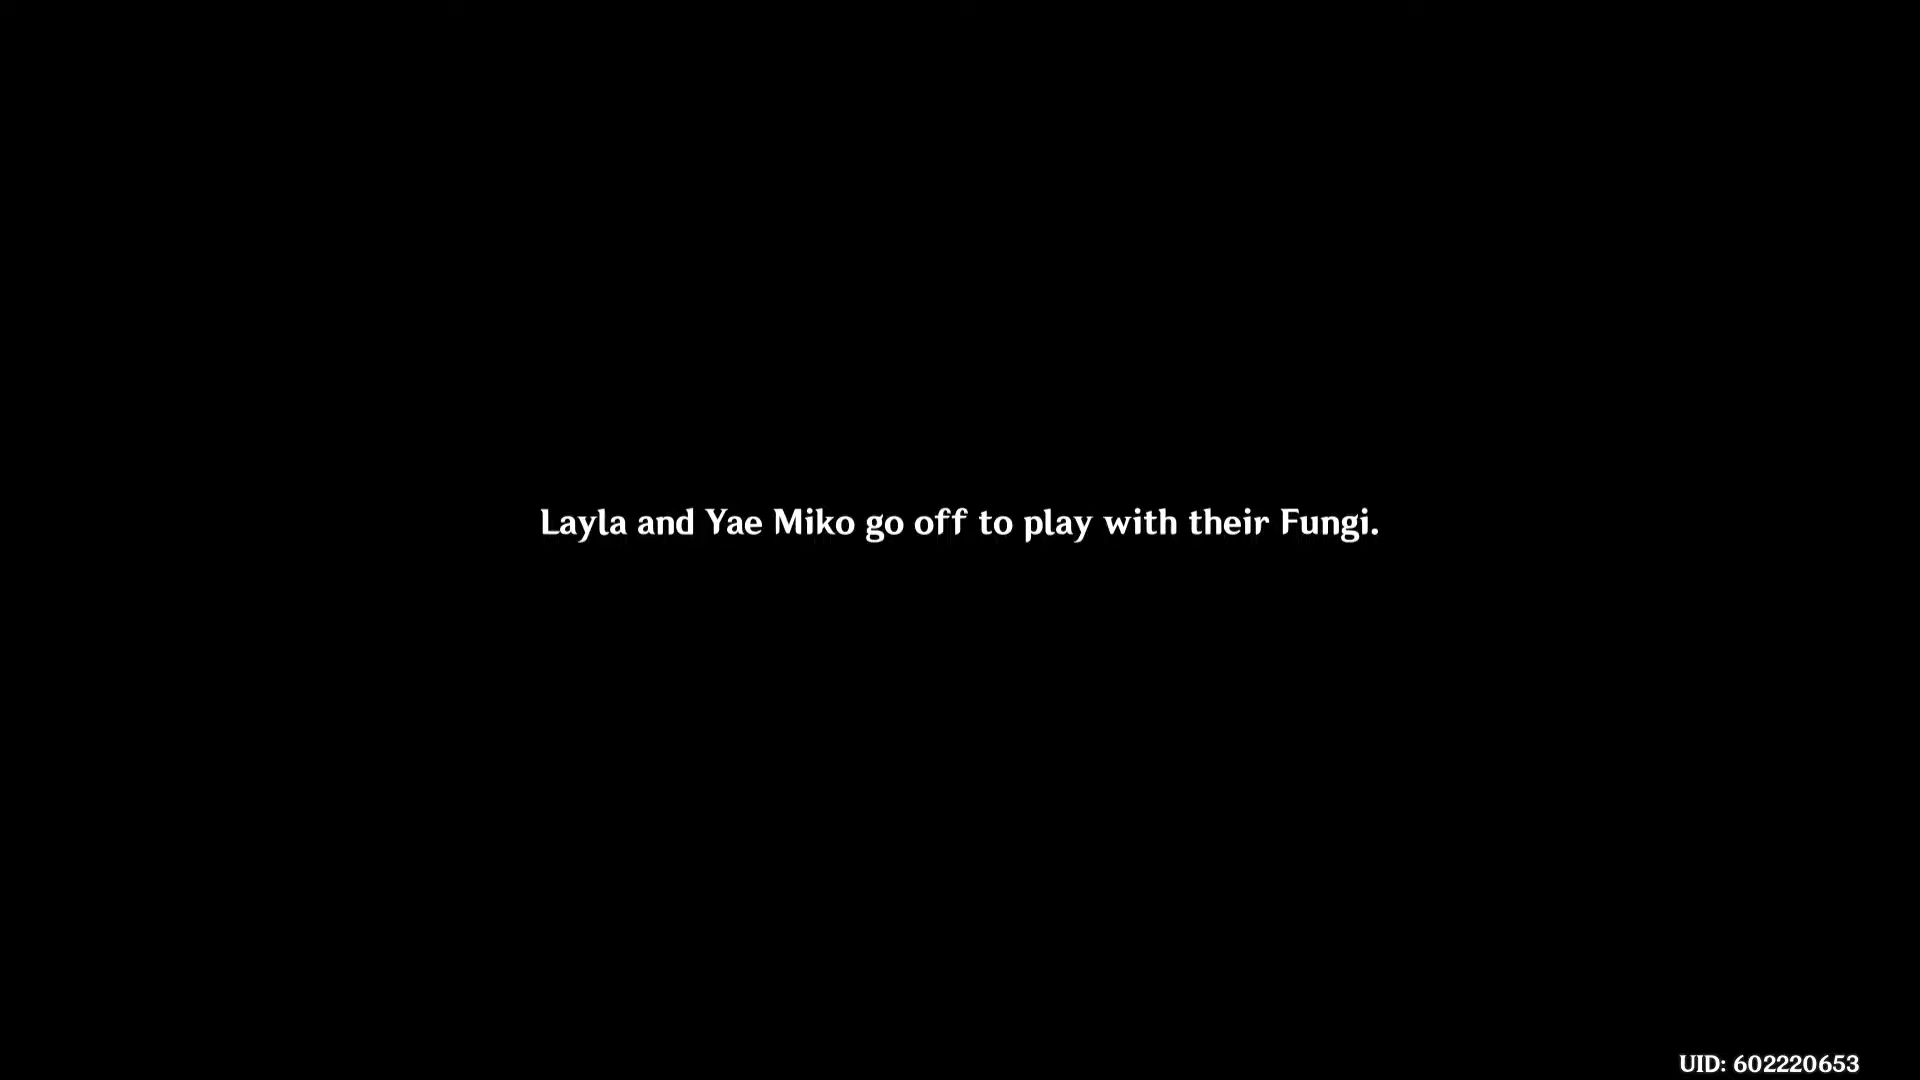 Layla and Yae Miko go off to play with their Fungi.
UID: 602220653